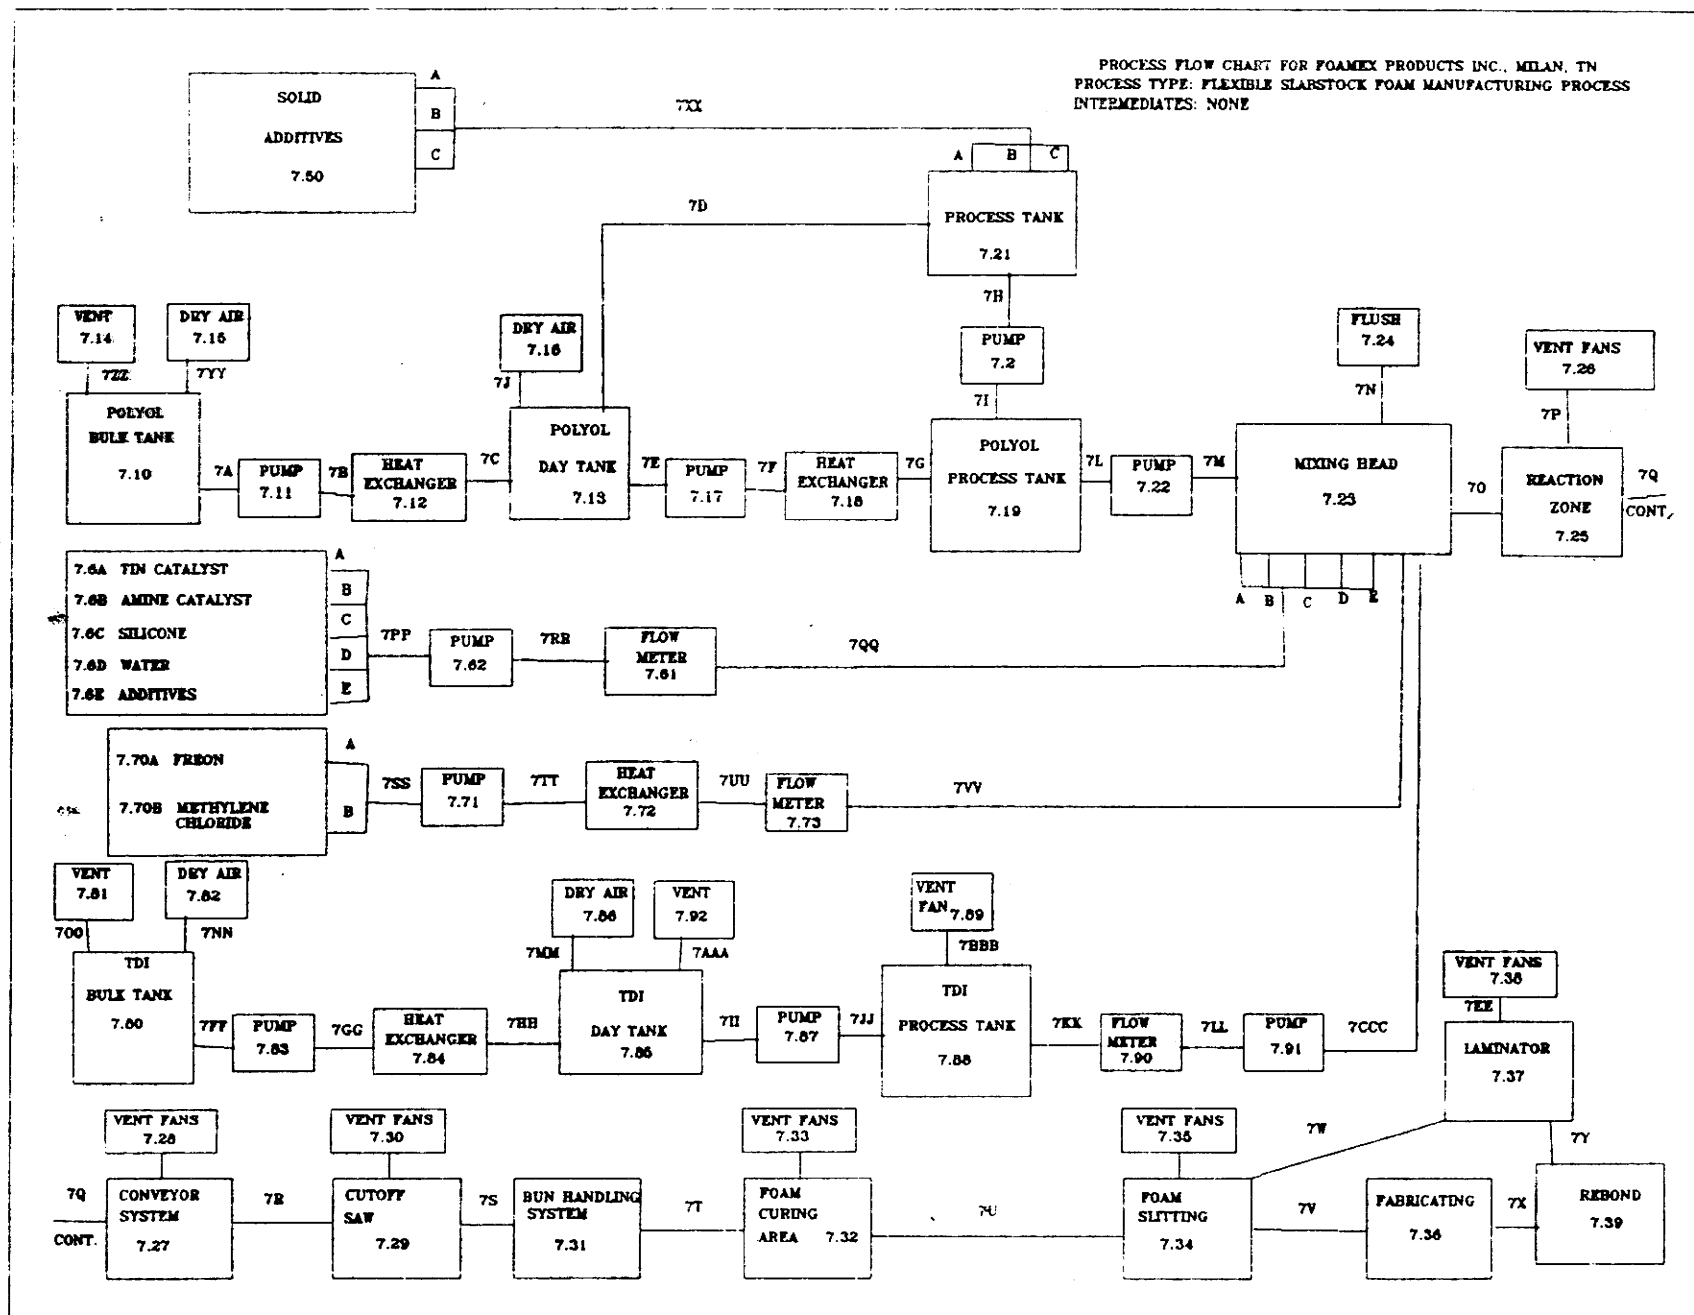 PROCESS FLOW CHART FOR FOAMEX PRODUCTS INC., MILAN, TN
PROCESS TYPE: FLEXIBLE SLABSTOCK FOAM MANUFACTURING PROCESS
INTERMEDIATES: NONE
SOLID
ADDITIVES
7.50
A
B
C
7XX
A B C
PROCESS TANK
7.21
7D
7H
PUMP
7.2
7I
VENT
7.14
DRY AIR
7.15
7ZZ
7YY
POLYOL
BULK TANK
7.10
7A
PUMP
7.11
7B
HEAT
EXCHANGER
7.12
7C
DRY AIR
7.16
7J
POLYOL
DAY TANK
7.13
7E
PUMP
7.17
7F
HEAT
EXCHANGER
7.18
7G
POLYOL
PROCESS TANK
7.19
7L
PUMP
7.22
7M
FLUSH
7.24
7N
MIXING HEAD
7.23
A B C D E
7O
VENT FANS
7.26
7P
REACTION
ZONE
7.25
7Q
CONT.
7.6A TIN CATALYST
7.6B AMINE CATALYST
7.6C SILICONE
7.6D WATER
7.6E ADDITIVES
A
B
C
D
E
7PP
PUMP
7.62
7RR
FLOW
METER
7.61
7QQ
7.70A FREON
7.70B METHYLENE
CHLORIDE
A
B
7SS
PUMP
7.71
7TT
HEAT
EXCHANGER
7.72
7UU
FLOW
METER
7.73
7VV
VENT
7.81
DRY AIR
7.82
7OO
7NN
TDI
BULK TANK
7.80
7FF
PUMP
7.83
7GG
HEAT
EXCHANGER
7.84
7HH
DRY AIR
7.86
VENT
7.92
7MM
7AAA
TDI
DAY TANK
7.85
7II
PUMP
7.87
7JJ
VENT
FAN 7.89
7BBB
TDI
PROCESS TANK
7.88
7KK
FLOW
METER
7.90
7LL
PUMP
7.91
7CCC
VENT FANS
7.38
7EE
LAMINATOR
7.37
7W
7Y
7Q
CONT.
VENT FANS
7.28
CONVEYOR
SYSTEM
7.27
7R
VENT FANS
7.30
CUTOFF
SAW
7.29
7S
BUN HANDLING
SYSTEM
7.31
7T
VENT FANS
7.33
FOAM
CURING
AREA 7.32
7U
VENT FANS
7.35
FOAM
SLITTING
7.34
7V
FABRICATING
7.36
7X
REBOND
7.39